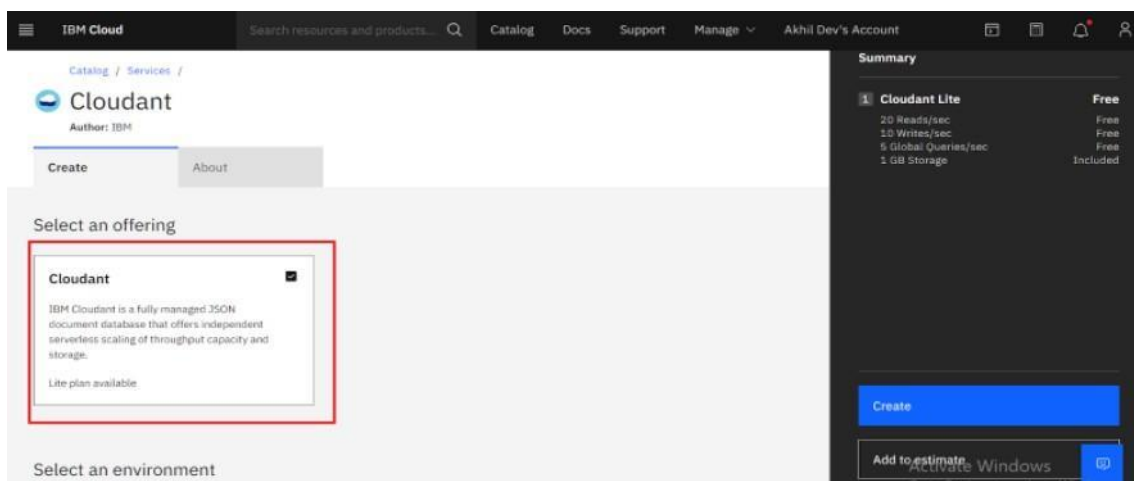 IBM Cloud
Search resources and products...
Catalog
Docs
Support
Manage
Akhil Dev's Account
Catalog / Services /
Cloudant
Author: IBM
Create
About
Select an offering
Cloudant
IBM Cloudant is a fully managed JSON
document database that offers independent
serverless scaling of throughput capacity and
storage.
Lite plan available
Select an environment
Summary
1 Cloudant Lite Free
20 Reads/sec Free
10 Writes/sec Free
5 Global Queries/sec Free
1 GB Storage Included
Create
Add to estimate
Activate Windows